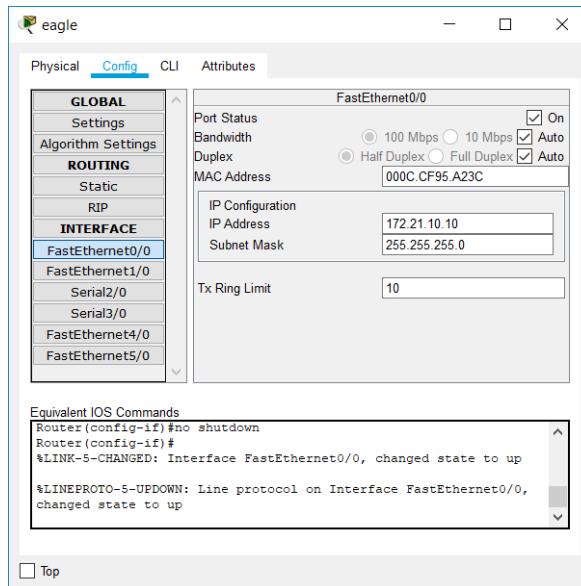 eagle
Physical Config CLI Attributes
GLOBAL
Settings
Algorithm Settings
ROUTING
Static
RIP
INTERFACE
FastEthernet0/0
FastEthernet1/0
Serial2/0
Serial3/0
FastEthernet4/0
FastEthernet5/0
FastEthernet0/0
Port Status On
Bandwidth 100 Mbps 10 Mbps Auto
Duplex Half Duplex Full Duplex Auto
MAC Address 000C.CF95.A23C
IP Configuration
IP Address 172.21.10.10
Subnet Mask 255.255.255.0
Tx Ring Limit 10
Equivalent IOS Commands
Router(config-if)#no shutdown
Router(config-if)#
%LINK-5-CHANGED: Interface FastEthernet0/0, changed state to up
%LINEPROTO-5-UPDOWN: Line protocol on Interface FastEthernet0/0,
changed state to up
Top